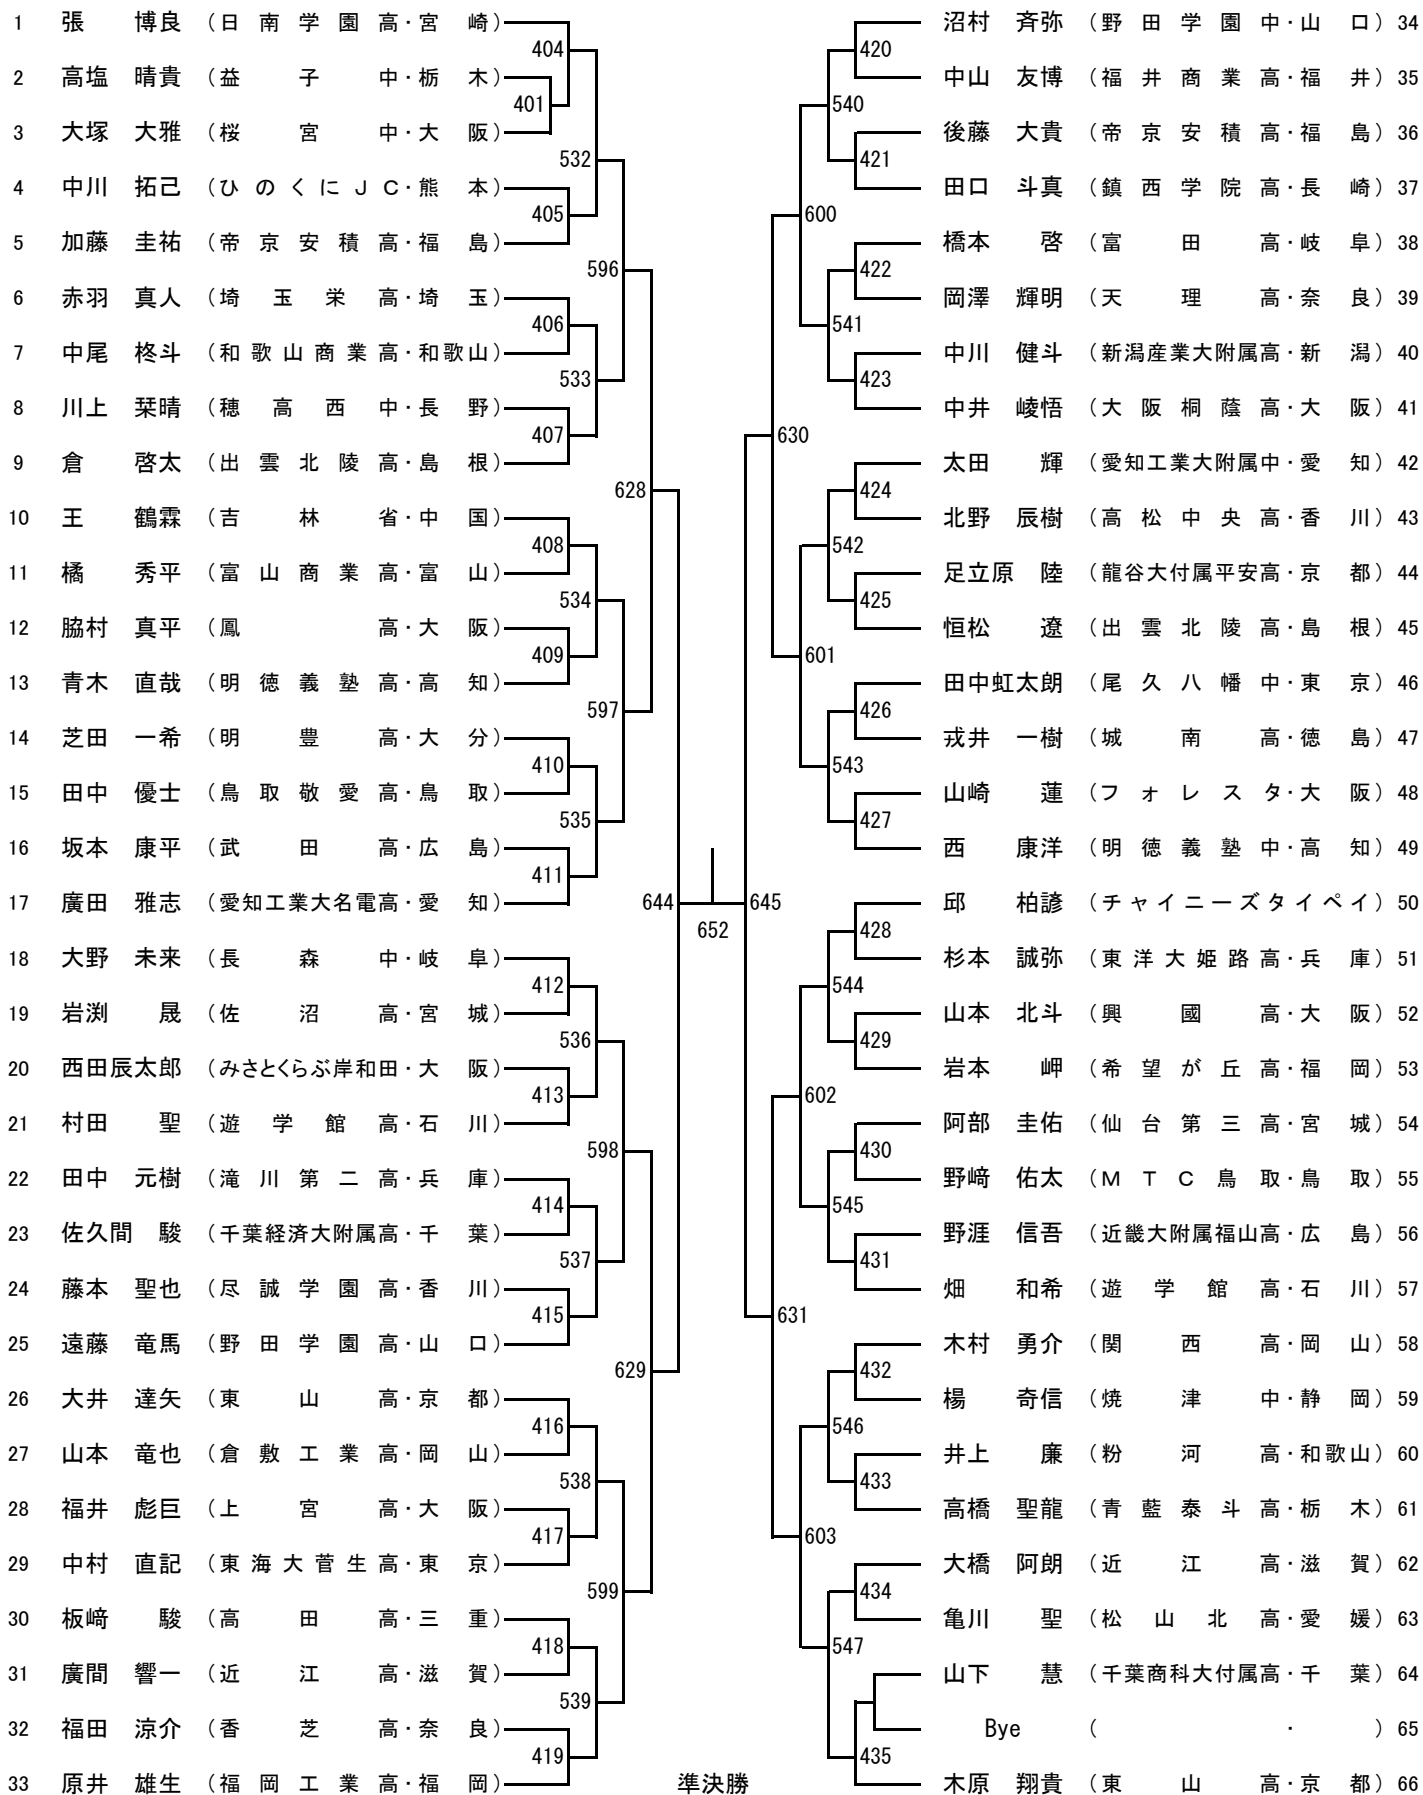 1 張 博良 （日南学園高・宮崎）
2 高塩 晴貴 （益子中・栃木）
3 大塚 大雅 （桜宮中・大阪）
4 中川 拓己 （ひのくにＪＣ・熊本）
5 加藤 圭祐 （帝京安積高・福島）
6 赤羽 真人 （埼玉栄高・埼玉）
7 中尾 柊斗 （和歌山商業高・和歌山）
8 川上 栞晴 （穂高西中・長野）
9 倉 啓太 （出雲北陵高・島根）
10 王 鶴霖 （吉林省・中国）
11 橘 秀平 （富山商業高・富山）
12 脇村 真平 （鳳高・大阪）
13 青木 直哉 （明徳義塾高・高知）
14 芝田 一希 （明豊高・大分）
15 田中 優士 （鳥取敬愛高・鳥取）
16 坂本 康平 （武田高・広島）
17 廣田 雅志 （愛知工業大名電高・愛知）
18 大野 未来 （長森中・岐阜）
19 岩渕 晟 （佐沼高・宮城）
20 西田辰太郎 （みさとくらぶ岸和田・大阪）
21 村田 聖 （遊学館高・石川）
22 田中 元樹 （滝川第二高・兵庫）
23 佐久間 駿 （千葉経済大附属高・千葉）
24 藤本 聖也 （尽誠学園高・香川）
25 遠藤 竜馬 （野田学園高・山口）
26 大井 達矢 （東山高・京都）
27 山本 竜也 （倉敷工業高・岡山）
28 福井 彪巨 （上宮高・大阪）
29 中村 直記 （東海大菅生高・東京）
30 板﨑 駿 （高田高・三重）
31 廣間 響一 （近江高・滋賀）
32 福田 涼介 （香芝高・奈良）
33 原井 雄生 （福岡工業高・福岡）
404
401
532
405
596
406
533
407
628
408
534
409
597
410
535
411
644
412
536
413
598
414
537
415
629
416
538
417
599
418
539
419
652
645
準決勝
420
540
421
600
422
541
423
630
424
542
425
601
426
543
427
428
544
429
602
430
545
431
631
432
546
433
603
434
547
435
沼村 斉弥 （野田学園中・山口） 34
中山 友博 （福井商業高・福井） 35
後藤 大貴 （帝京安積高・福島） 36
田口 斗真 （鎮西学院高・長崎） 37
橋本 啓 （富田高・岐阜） 38
岡澤 輝明 （天理高・奈良） 39
中川 健斗 （新潟産業大附属高・新潟） 40
中井 崚悟 （大阪桐蔭高・大阪） 41
太田 輝 （愛知工業大附属中・愛知） 42
北野 辰樹 （高松中央高・香川） 43
足立原 陸 （龍谷大付属平安高・京都） 44
恒松 遼 （出雲北陵高・島根） 45
田中虹太朗 （尾久八幡中・東京） 46
戎井 一樹 （城南高・徳島） 47
山崎 蓮 （フォレスタ・大阪） 48
西 康洋 （明徳義塾中・高知） 49
邱 柏諺 （チャイニーズタイペイ） 50
杉本 誠弥 （東洋大姫路高・兵庫） 51
山本 北斗 （興國高・大阪） 52
岩本 岬 （希望が丘高・福岡） 53
阿部 圭佑 （仙台第三高・宮城） 54
野﨑 佑太 （ＭＴＣ鳥取・鳥取） 55
野涯 信吾 （近畿大附属福山高・広島） 56
畑 和希 （遊学館高・石川） 57
木村 勇介 （関西高・岡山） 58
楊 奇信 （焼津中・静岡） 59
井上 廉 （粉河高・和歌山） 60
高橋 聖龍 （青藍泰斗高・栃木） 61
大橋 阿朗 （近江高・滋賀） 62
亀川 聖 （松山北高・愛媛） 63
山下 慧 （千葉商科大付属高・千葉） 64
Bye （ ・ ） 65
木原 翔貴 （東山高・京都） 66